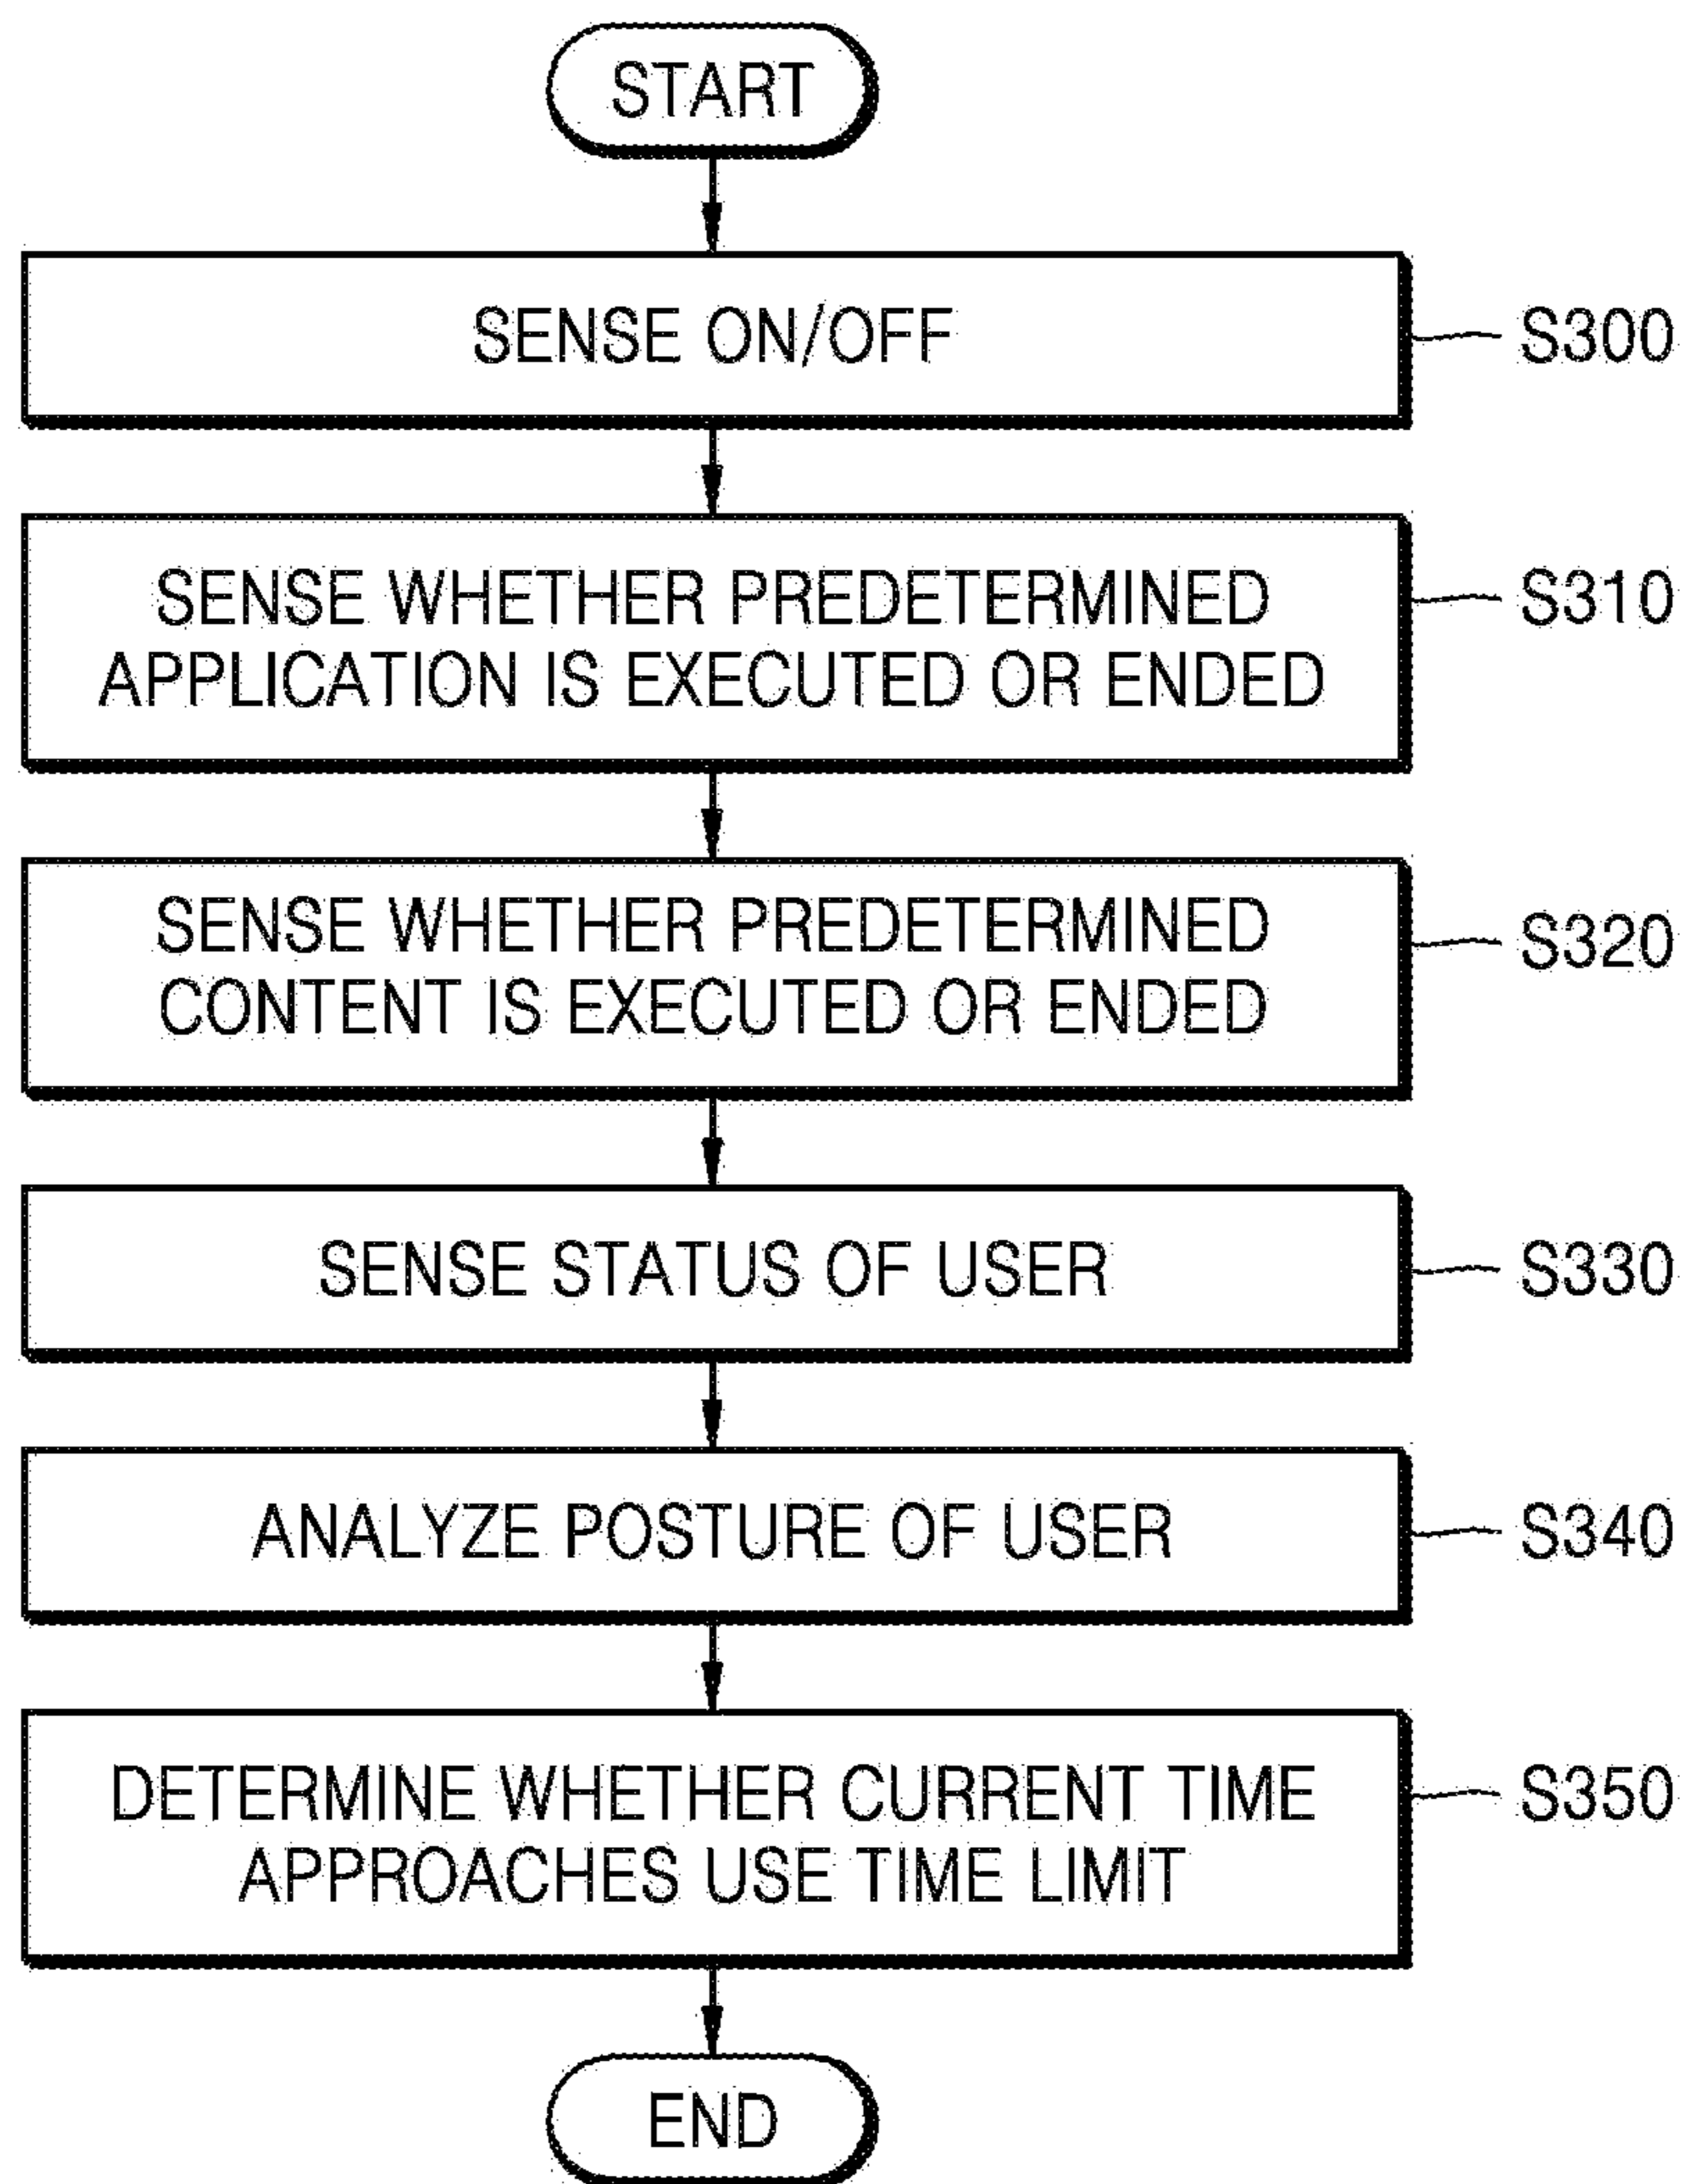 START
SENSE ON/OFF
S300
SENSE WHETHER PREDETERMINED
APPLICATION IS EXECUTED OR ENDED
S310
SENSE WHETHER PREDETERMINED
CONTENT IS EXECUTED OR ENDED
S320
SENSE STATUS OF USER
S330
ANALYZE POSTURE OF USER
S340
DETERMINE WHETHER CURRENT TIME
APPROACHES USE TIME LIMIT
S350
END